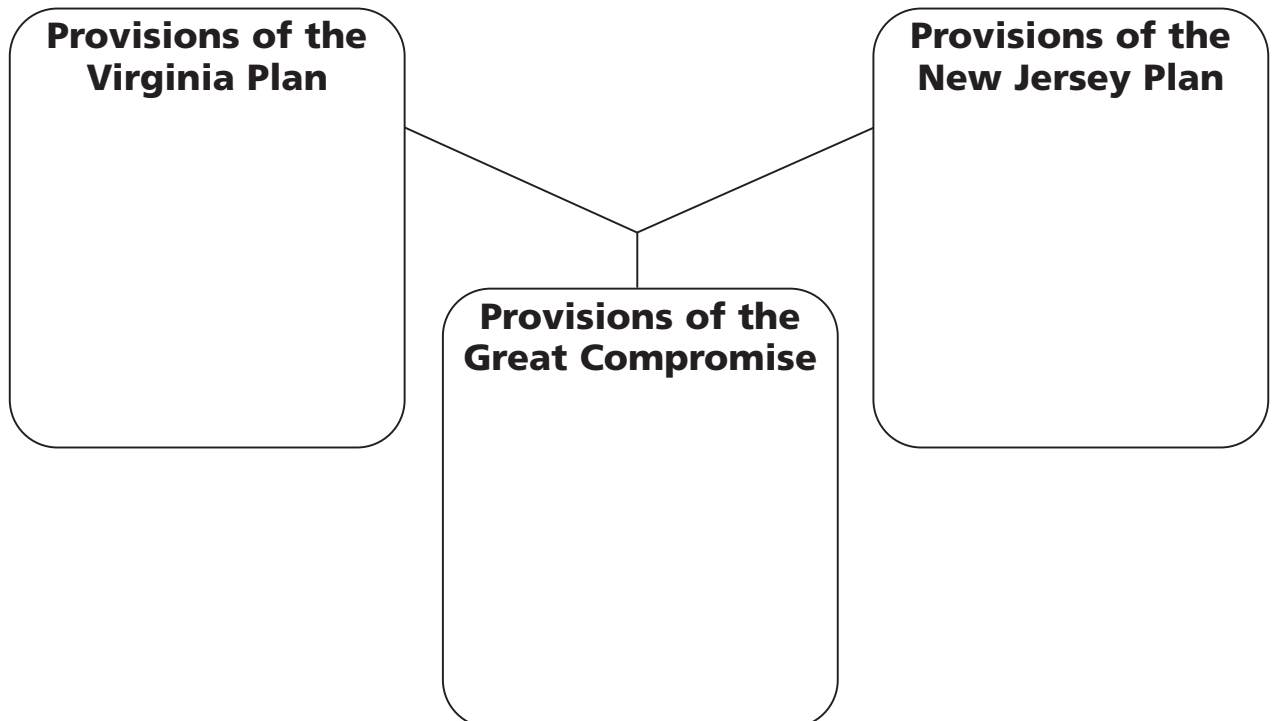 Provisions of the
Virginia Plan
Provisions of the
New Jersey Plan
Provisions of the
Great Compromise